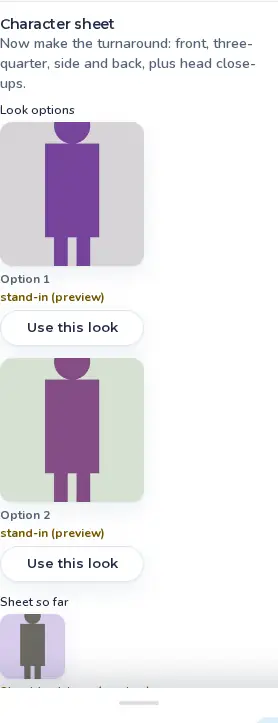 Character sheet
Now make the turnaround: front, three-
quarter, side and back, plus head close-
ups.
Look options
Option 1
stand-in (preview)
Use this look
Option 2
stand-in (preview)
Use this look
Sheet so far